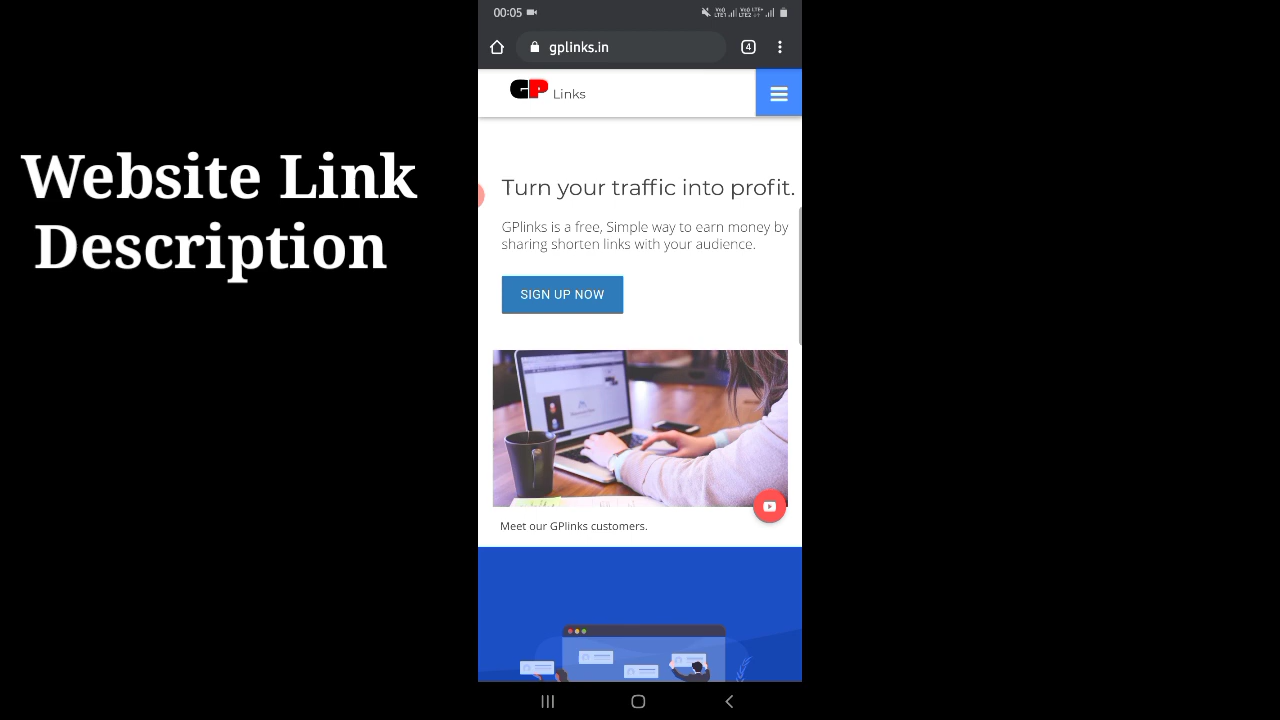 Website Link
Description
00:05
gplinks.in
4
GP Links
Turn your traffic into profit.
GPlinks is a free, Simple way to earn money by
sharing shorten links with your audience.
SIGN UP NOW
Meet our GPlinks customers.